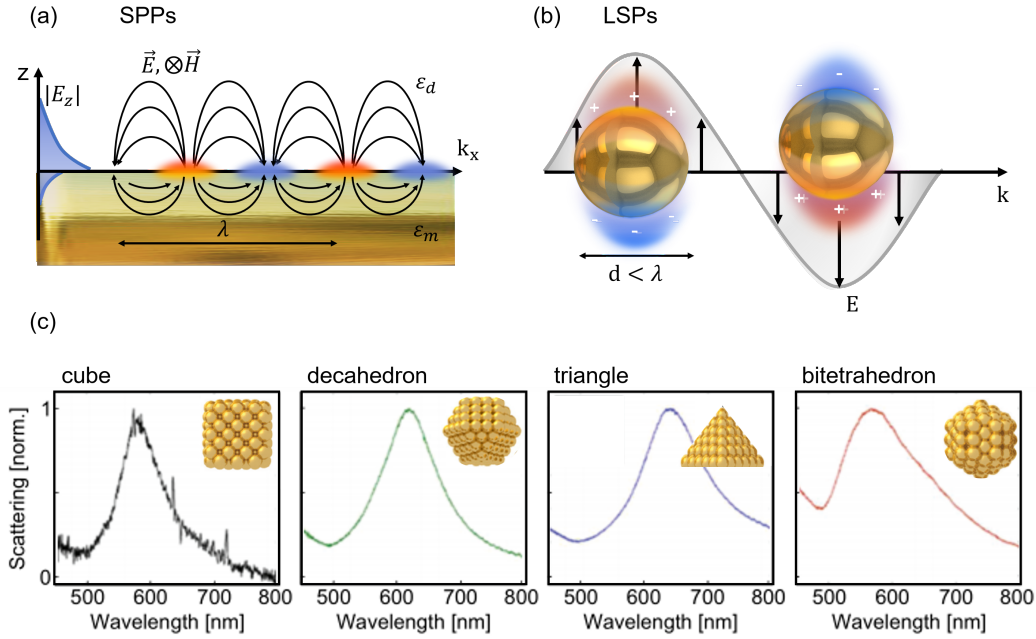 (a) SPPs
z
|E_z|
E⃗, ⊗H⃗
ε_d
k_x
λ
ε_m
(b) LSPs
+ + +
- - -
d < λ
- - -
++ ++ ++
k
E
(c)
cube
decahedron
triangle
bitetrahedron
Scattering [norm.]
1
0
500 600 700 800
Wavelength [nm]
500 600 700 800
Wavelength [nm]
500 600 700 800
Wavelength [nm]
500 600 700 800
Wavelength [nm]